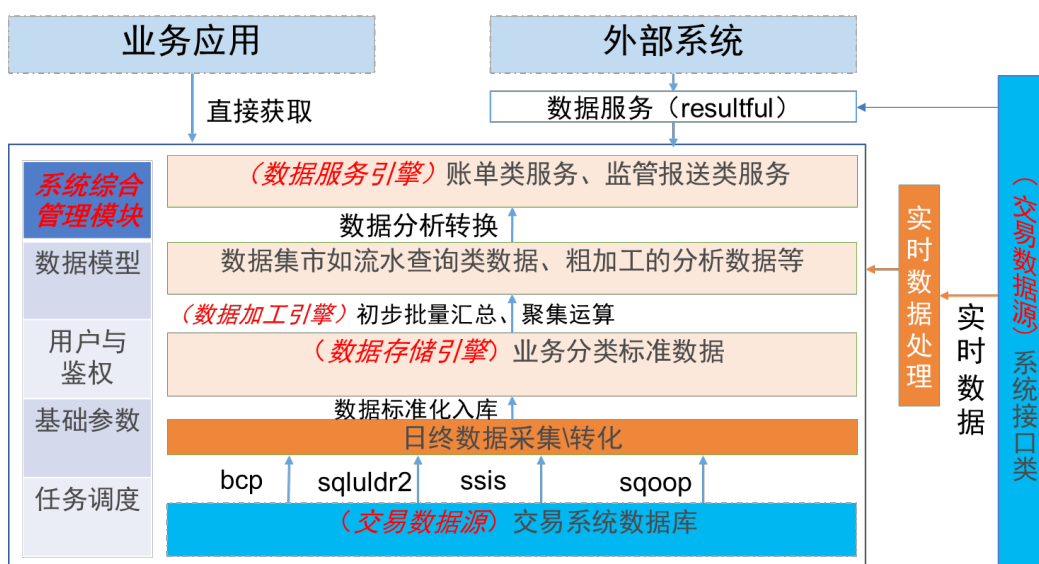 业务应用
外部系统
直接获取
数据服务（resultful）
系统综合
管理模块
数据模型
用户与
鉴权
基础参数
任务调度
（数据服务引擎）账单类服务、监管报送类服务
数据分析转换
数据集市如流水查询类数据、粗加工的分析数据等
（数据加工引擎）初步批量汇总、聚集运算
（数据存储引擎）业务分类标准数据
数据标准化入库
日终数据采集\转化
bcp
sqluldr2
ssis
sqoop
（交易数据源）交易系统数据库
实时数据处理
实时数据
（交易数据源）系统接口类